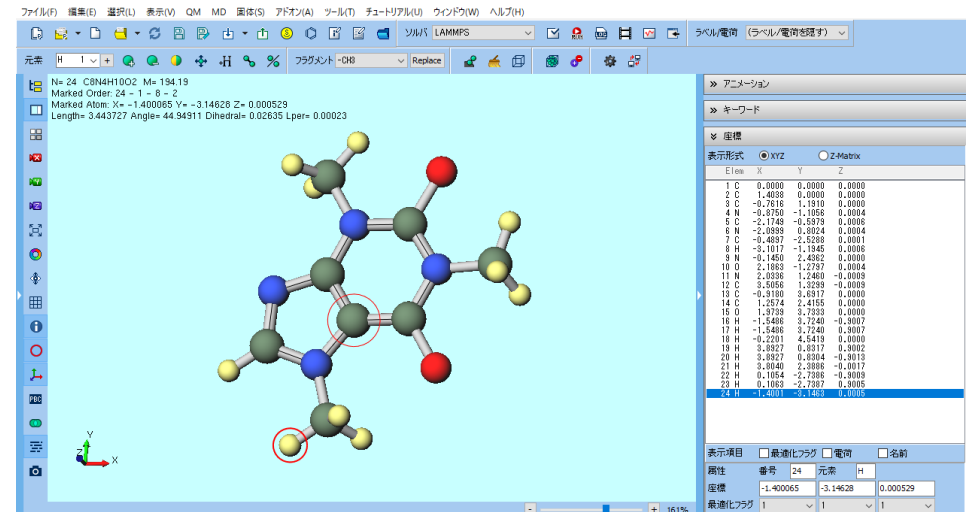 ファイル(F) 編集(E) 選択(L) 表示(V) QM MD 固体(S) アドオン(A) ツール(T) チュートリアル(U) ウィンドウ(W) ヘルプ(H)
ソルバ LAMMPS ラベル/電荷 (ラベル/電荷を隠す)
元素 H 1 + フラグメント -CH3 Replace
N= 24 C8N4H10O2 M= 194.19
Marked Order: 24 - 1 - 8 - 2
Marked Atom: X= -1.400065 Y= -3.14628 Z= 0.000529
Length= 3.443727 Angle= 44.94911 Dihedral= 0.02635 Lper= 0.00023
アニメーション
キーワード
座標
表示形式 XYZ Z-Matrix
Elem X Y Z
1 C 0.0000 0.0000 0.0000
2 C 1.4038 0.0000 0.0000
3 C -0.7616 1.1910 0.0000
4 N -0.8750 -1.1056 0.0004
5 C -2.1749 -0.5979 0.0006
6 N -2.0999 0.8024 0.0004
7 C -0.4897 -2.5288 0.0001
8 H -3.1017 -1.1945 0.0006
9 N -0.1450 2.4362 0.0000
10 O 2.1863 -1.2797 0.0004
11 N 2.0336 1.2460 -0.0009
12 C 3.5056 1.3299 -0.0009
13 C -0.9180 3.6917 0.0000
14 C 1.2574 2.4155 0.0000
15 O 1.9739 3.7333 0.0000
16 H -1.5486 3.7240 -0.9007
17 H -1.5486 3.7240 0.9007
18 H -0.2201 4.5419 0.0000
19 H 3.8927 0.8317 0.9002
20 H 3.8927 0.8304 -0.9013
21 H 3.8040 2.3886 -0.0017
22 H 0.1054 -2.7386 -0.9009
23 H 0.1063 -2.7387 0.9005
24 H -1.4001 -3.1463 0.0005
Y
Z
X
PBC
表示項目 最適化フラグ 電荷 名前
属性 番号 24 元素 H
座標 -1.400065 -3.14628 0.000529
最適化フラグ 1 1 1
- + 161%